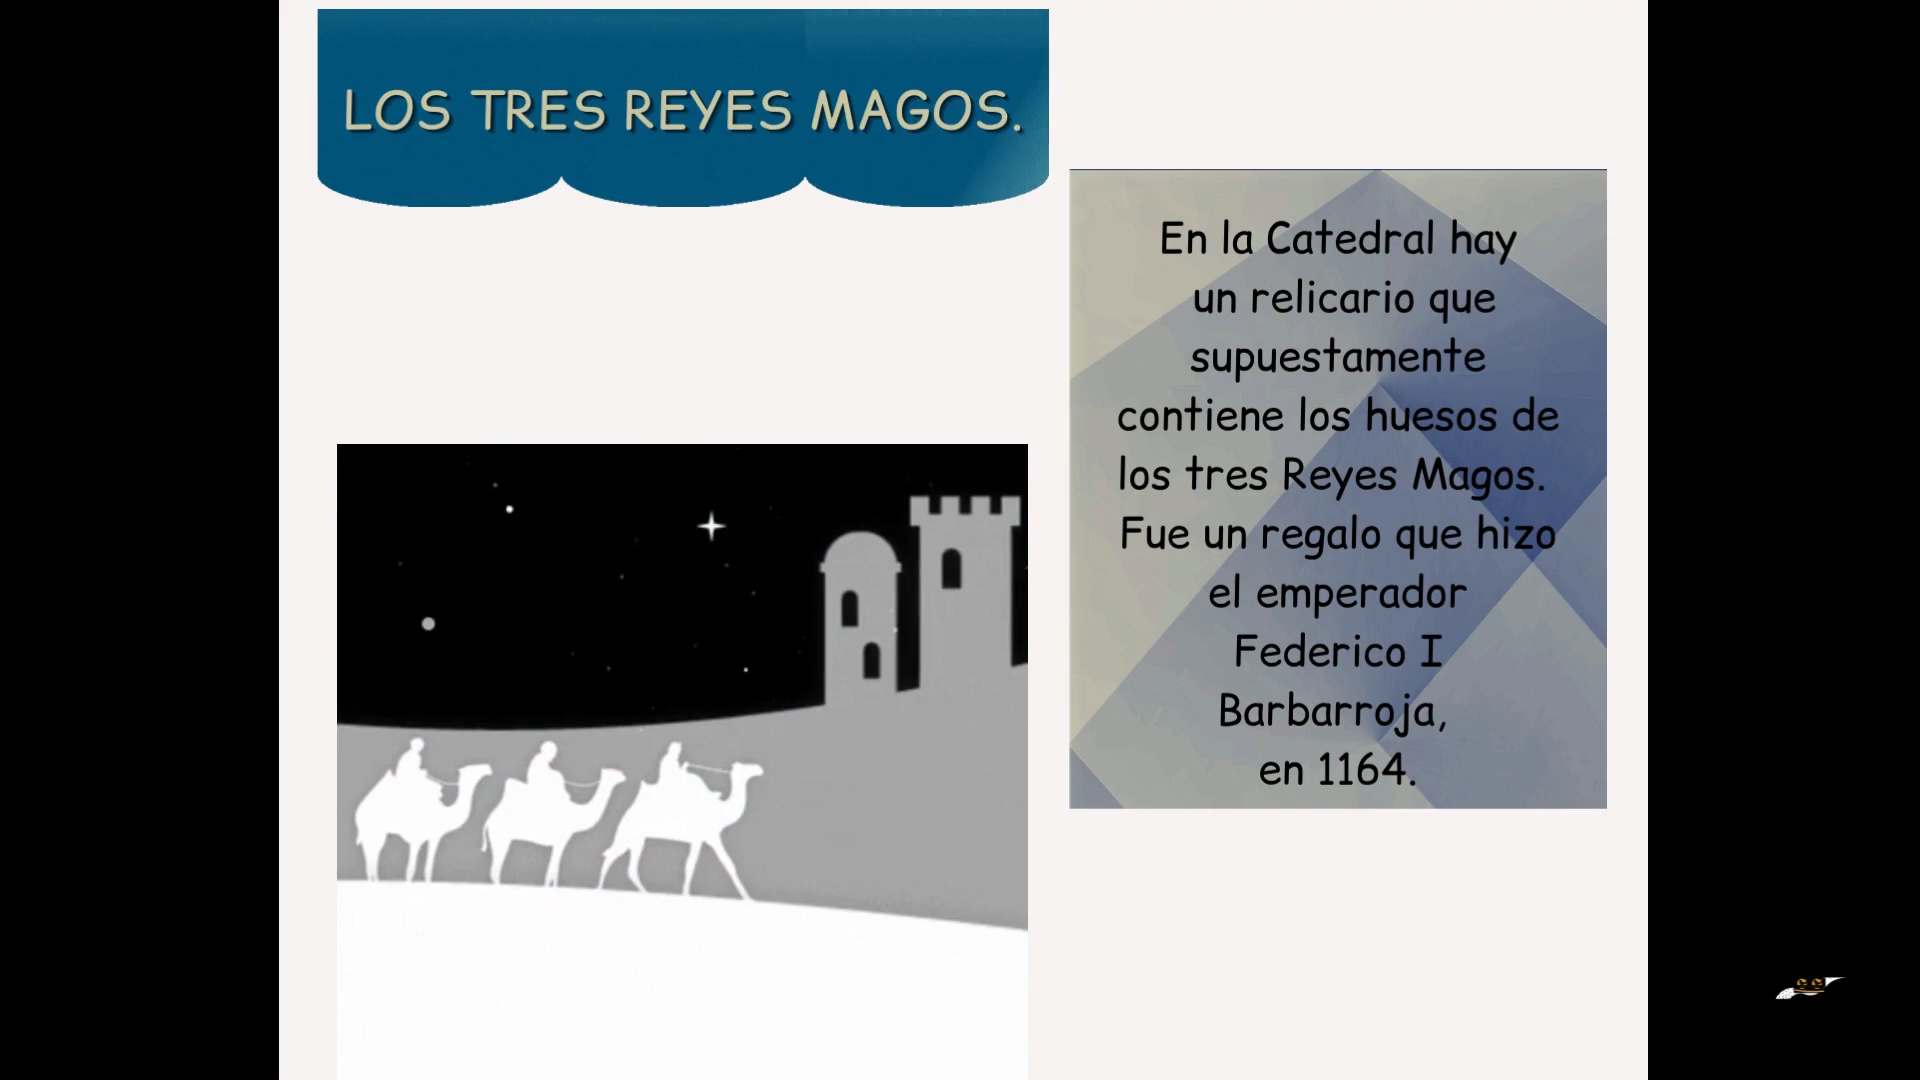 LOS TRES REYES MAGOS.
En la Catedral hay
un relicario que
supuestamente
contiene los huesos de
los tres Reyes Magos.
Fue un regalo que hizo
el emperador
Federico I
Barbarroja,
en 1164.